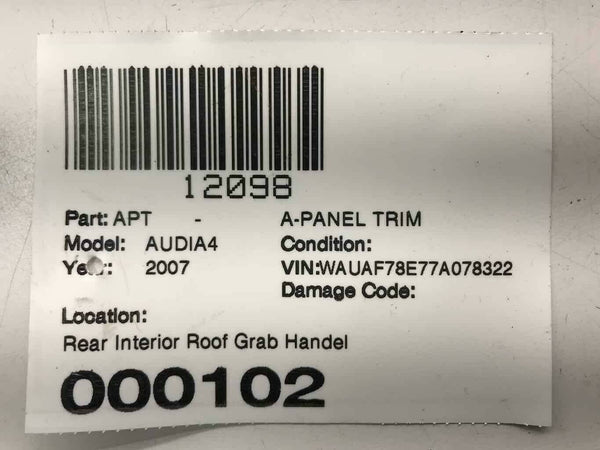 12098
Part: APT - A-PANEL TRIM
Model: AUDIA4 Condition:
Year: 2007 VIN:WAUAF78E77A078322
Damage Code:
Location:
Rear Interior Roof Grab Handel
000102